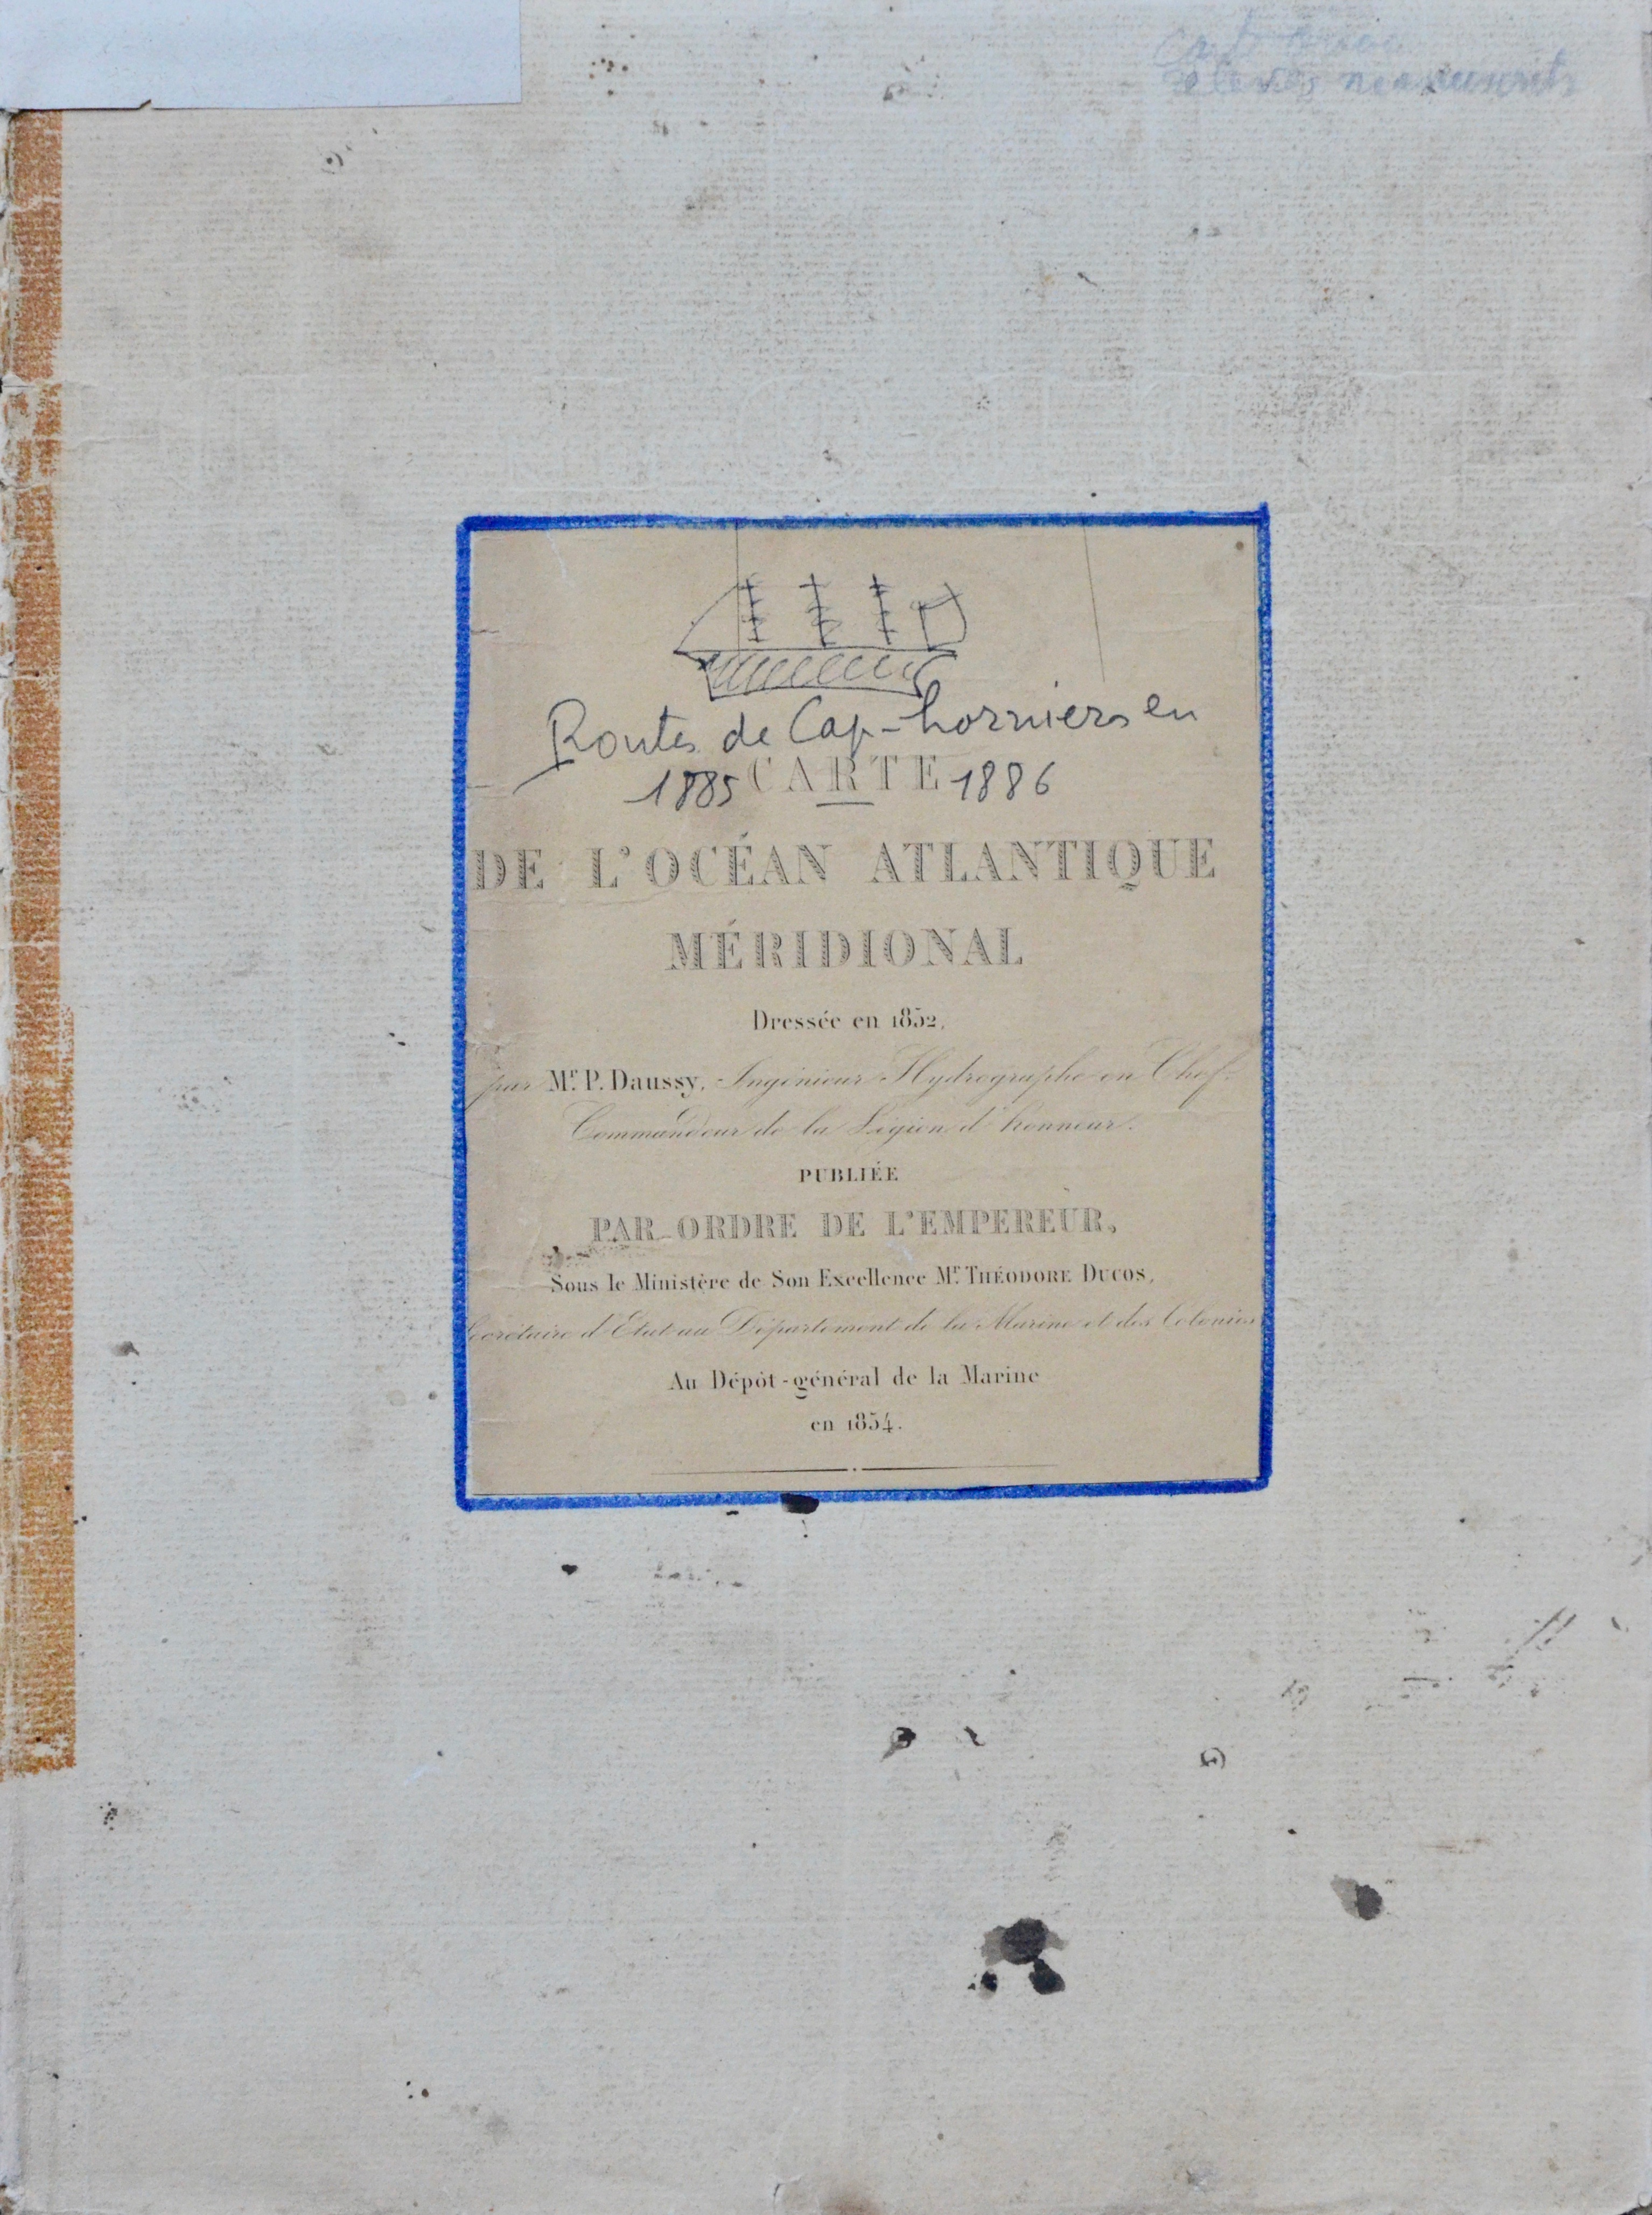 manuscrits
Routes de Cap-horniers en
1885 CARTE 1886
DE L'OCÉAN ATLANTIQUE
MÉRIDIONAL
Dressée en 1852,
par Mr. P. Daussy, Ingénieur Hydrographe en Chef.
Commandeur de la Légion d'honneur.
PUBLIÉE
PAR ORDRE DE L'EMPEREUR,
Sous le Ministère de Son Excellence Mr. THÉODORE DUCOS,
Secrétaire d'Etat au Département de la Marine et des Colonies
Au Dépôt-général de la Marine
en 1854.